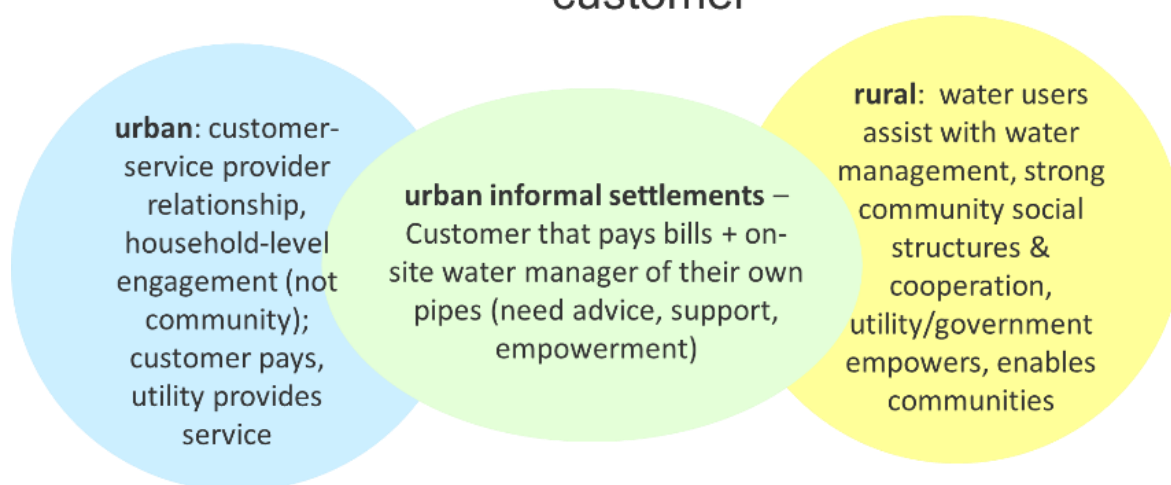 customer
urban: customer-
service provider
relationship,
household-level
engagement (not
community);
customer pays,
utility provides
service
urban informal settlements –
Customer that pays bills + on-
site water manager of their own
pipes (need advice, support,
empowerment)
rural:  water users
assist with water
management, strong
community social
structures &
cooperation,
utility/government
empowers, enables
communities